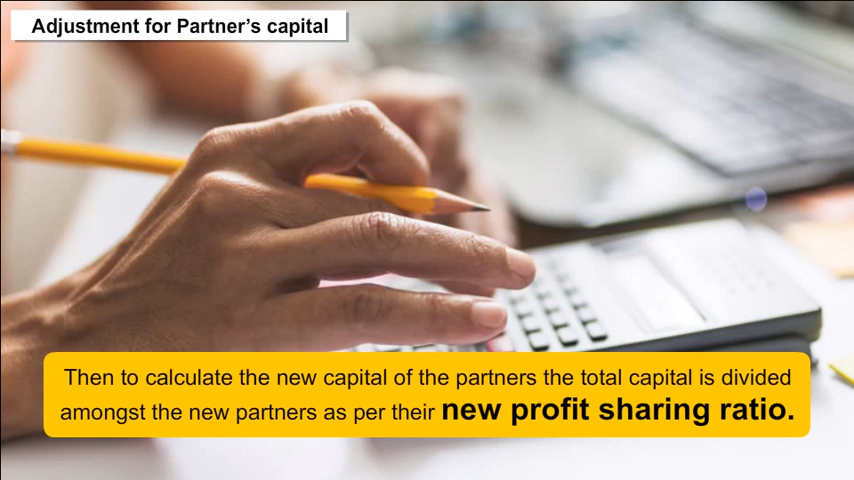 Adjustment for Partner’s capital
Then to calculate the new capital of the partners the total capital is divided
amongst the new partners as per their new profit sharing ratio.